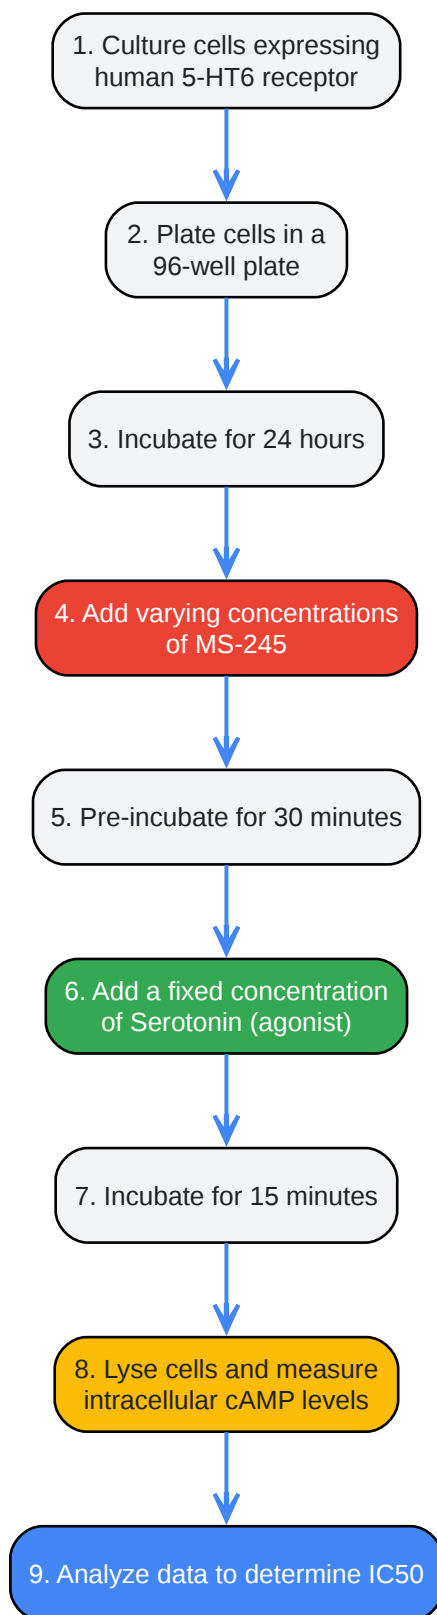 1. Culture cells expressing
human 5-HT6 receptor
2. Plate cells in a
96-well plate
3. Incubate for 24 hours
4. Add varying concentrations
of MS-245
5. Pre-incubate for 30 minutes
6. Add a fixed concentration
of Serotonin (agonist)
7. Incubate for 15 minutes
8. Lyse cells and measure
intracellular cAMP levels
9. Analyze data to determine IC50